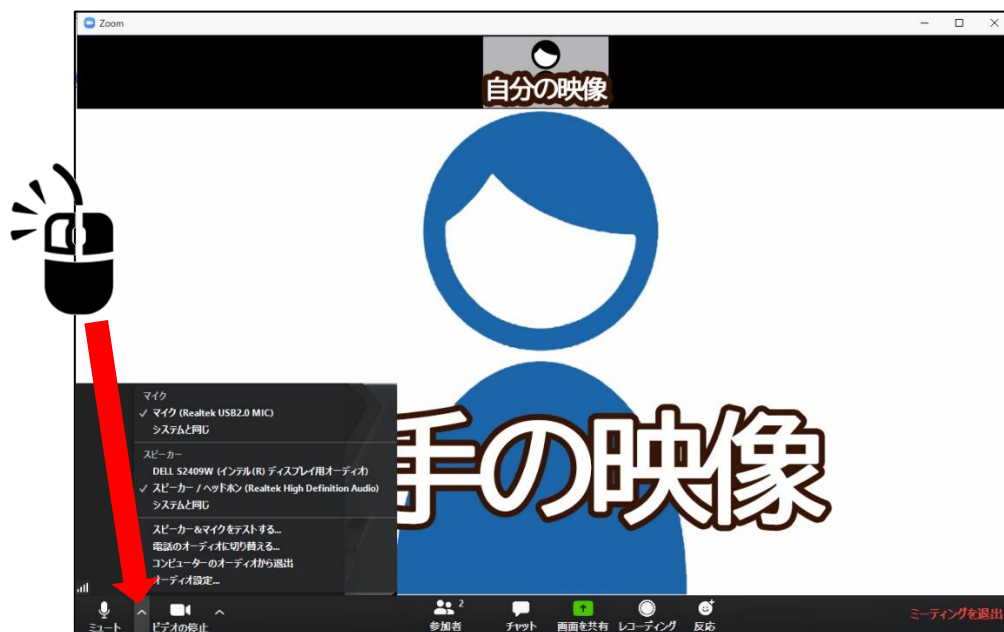 Zoom
自分の映像
手の映像
マイク
✓ マイク (Realtek USB2.0 MIC)
システムと同じ
スピーカー
DELL S2409W (インテル(R) ディスプレイ用オーディオ)
✓ スピーカー / ヘッドホン (Realtek High Definition Audio)
システムと同じ
スピーカー&マイクをテストする...
電話のオーディオに切り替える...
コンピューターのオーディオから退出
オーディオ設定...
ミュート
ビデオの停止
参加者 2
チャット
画面を共有
レコーディング
反応
ミーティングを退出